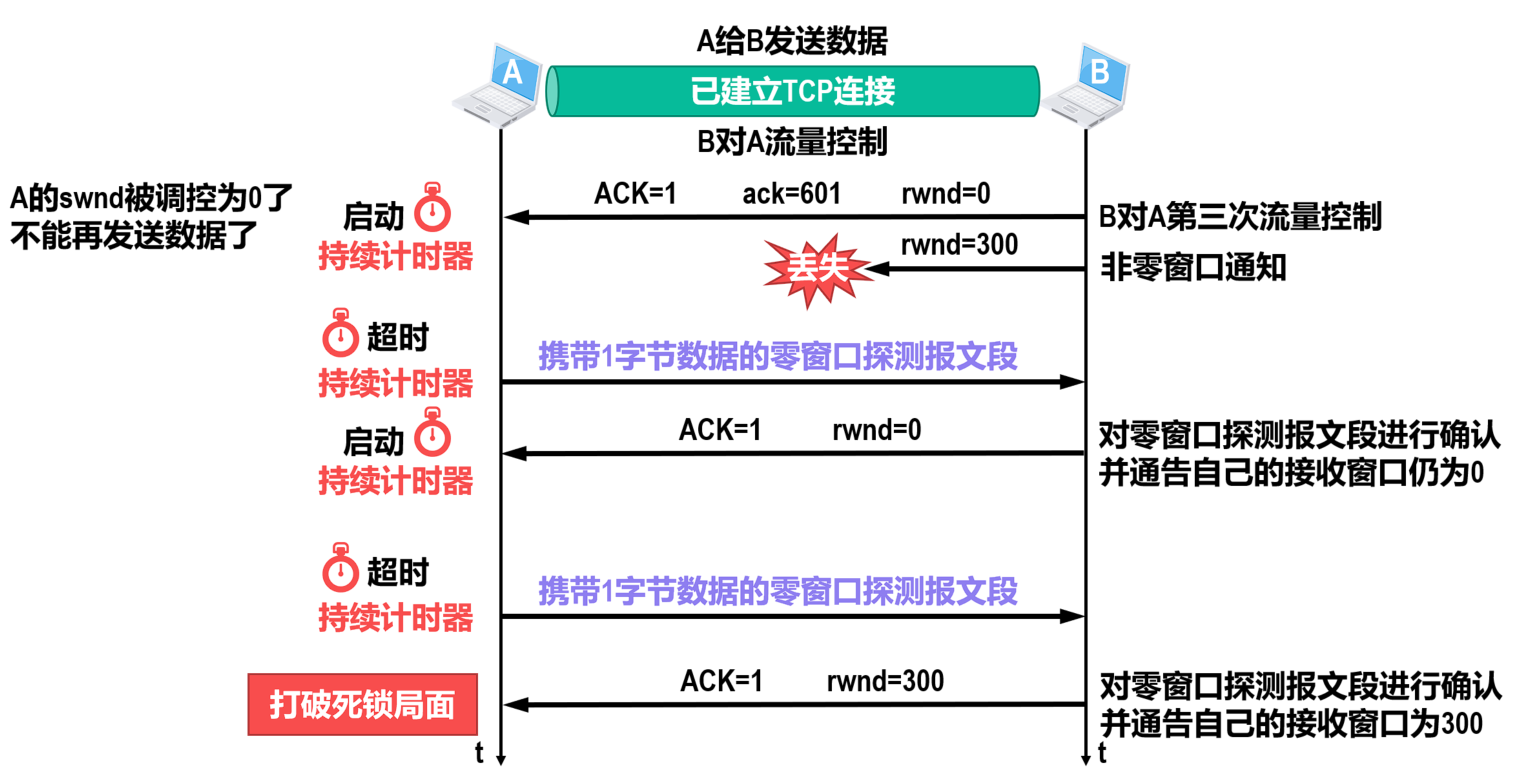 A给B发送数据
A
已建立TCP连接
B
B对A流量控制
A的swnd被调控为0了
不能再发送数据了
启动
持续计时器
ACK=1 ack=601 rwnd=0
B对A第三次流量控制
rwnd=300
丢失
非零窗口通知
超时
持续计时器
携带1字节数据的零窗口探测报文段
启动
持续计时器
ACK=1 rwnd=0
对零窗口探测报文段进行确认
并通告自己的接收窗口仍为0
超时
持续计时器
携带1字节数据的零窗口探测报文段
打破死锁局面
ACK=1 rwnd=300
对零窗口探测报文段进行确认
并通告自己的接收窗口为300
t
t